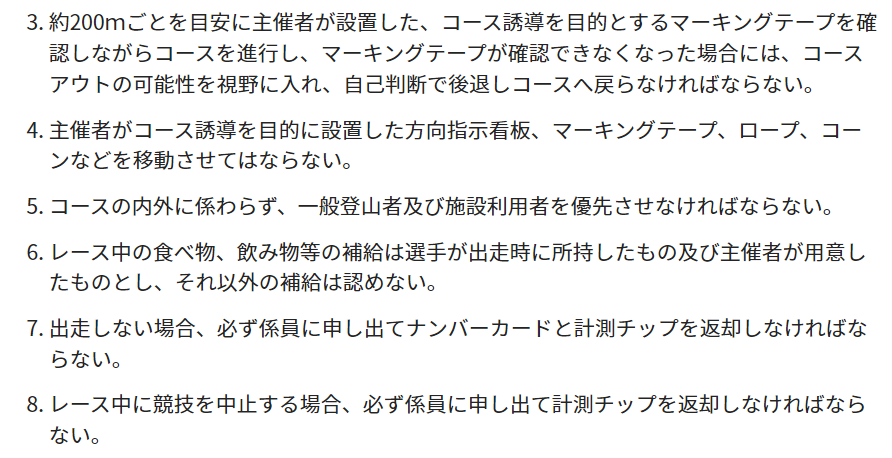 3. 約200mごとを目安に主催者が設置した、コース誘導を目的とするマーキングテープを確
認しながらコースを進行し、マーキングテープが確認できなくなった場合には、コース
アウトの可能性を視野に入れ、自己判断で後退しコースへ戻らなければならない。
4. 主催者がコース誘導を目的に設置した方向指示看板、マーキングテープ、ロープ、コー
ンなどを移動させてはならない。
5. コースの内外に係わらず、一般登山者及び施設利用者を優先させなければならない。
6. レース中の食べ物、飲み物等の補給は選手が出走時に所持したもの及び主催者が用意し
たものとし、それ以外の補給は認めない。
7. 出走しない場合、必ず係員に申し出てナンバーカードと計測チップを返却しなければな
らない。
8. レース中に競技を中止する場合、必ず係員に申し出て計測チップを返却しなければなら
ない。